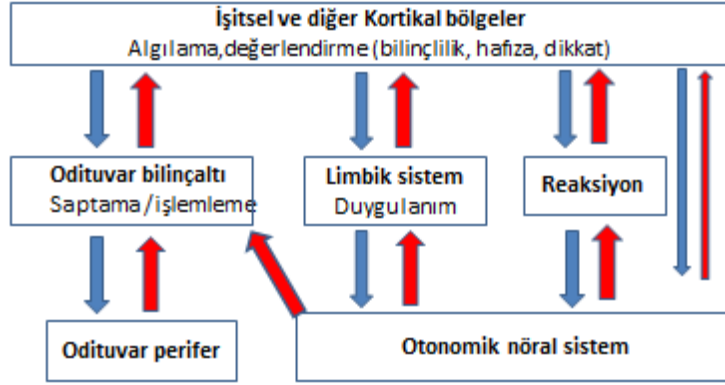 İşitsel ve diğer Kortikal bölgeler
Algılama,değerlendirme (bilinçlilik, hafıza, dikkat)
Odituvar bilinçaltı
Saptama/işlemleme
Limbik sistem
Duygulanım
Reaksiyon
Odituvar perifer
Otonomik nöral sistem